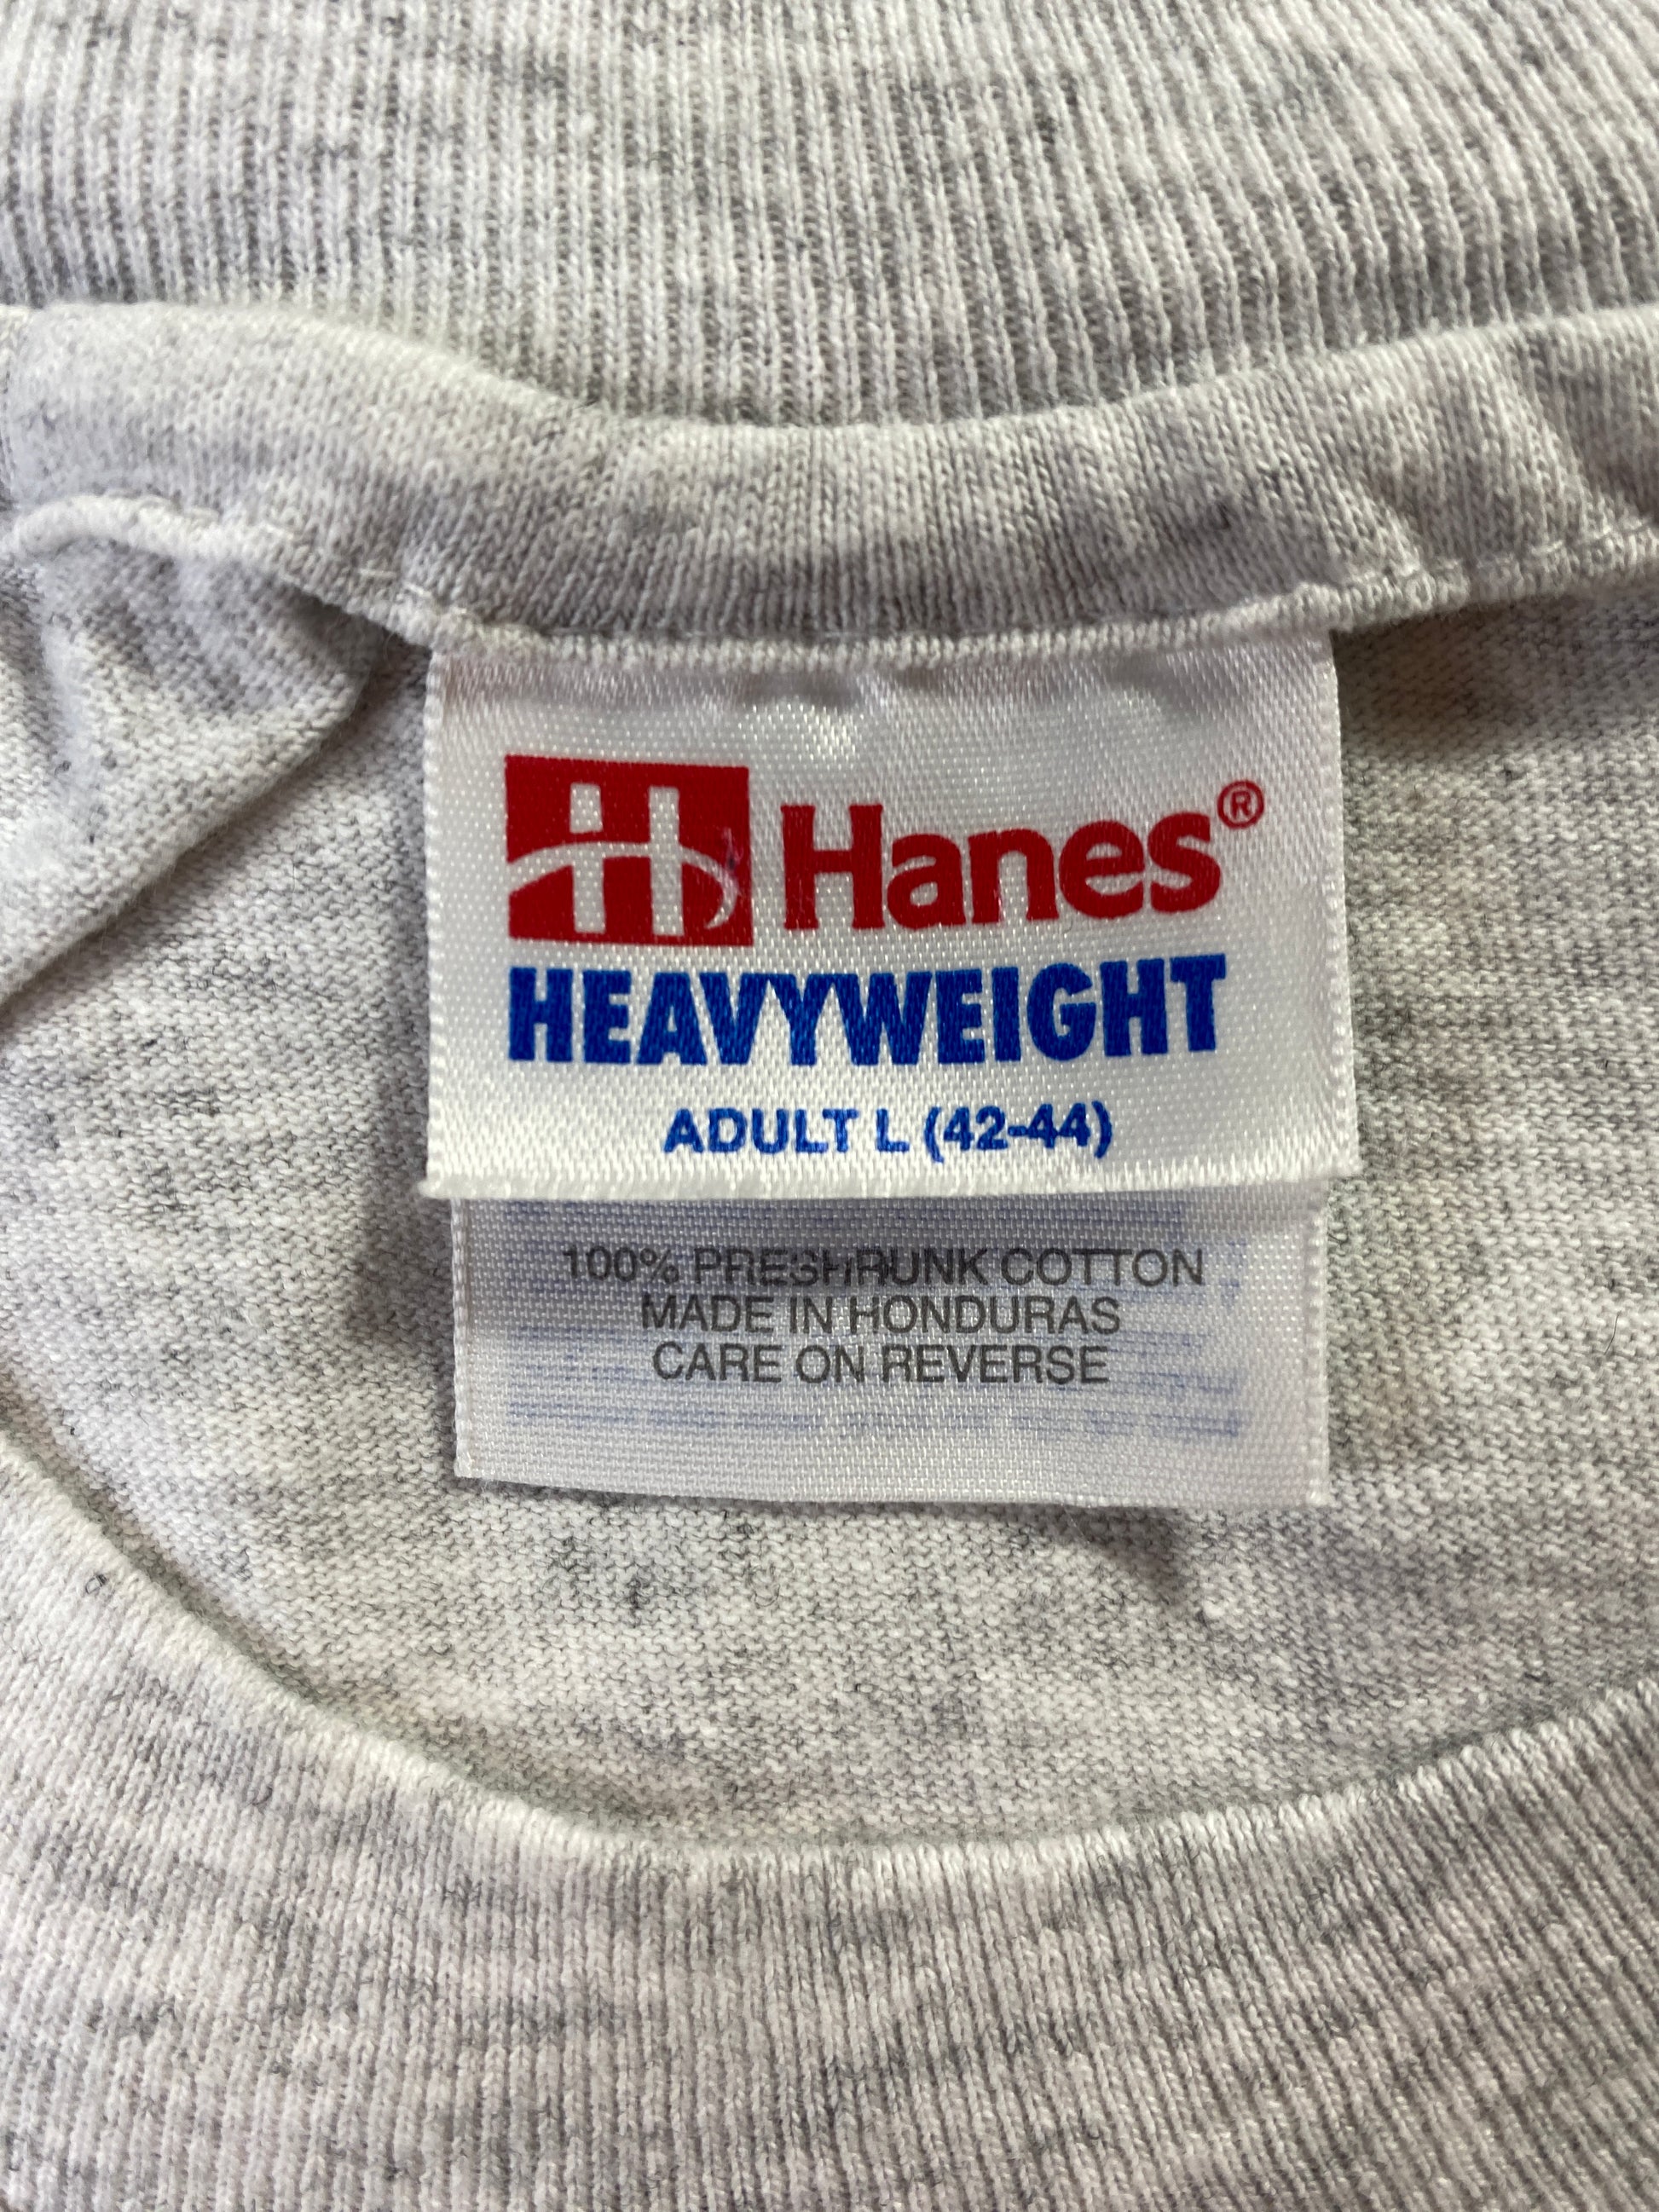 H Hanes®
HEAVYWEIGHT
ADULT L (42-44)
100% PRESHRUNK COTTON
MADE IN HONDURAS
CARE ON REVERSE